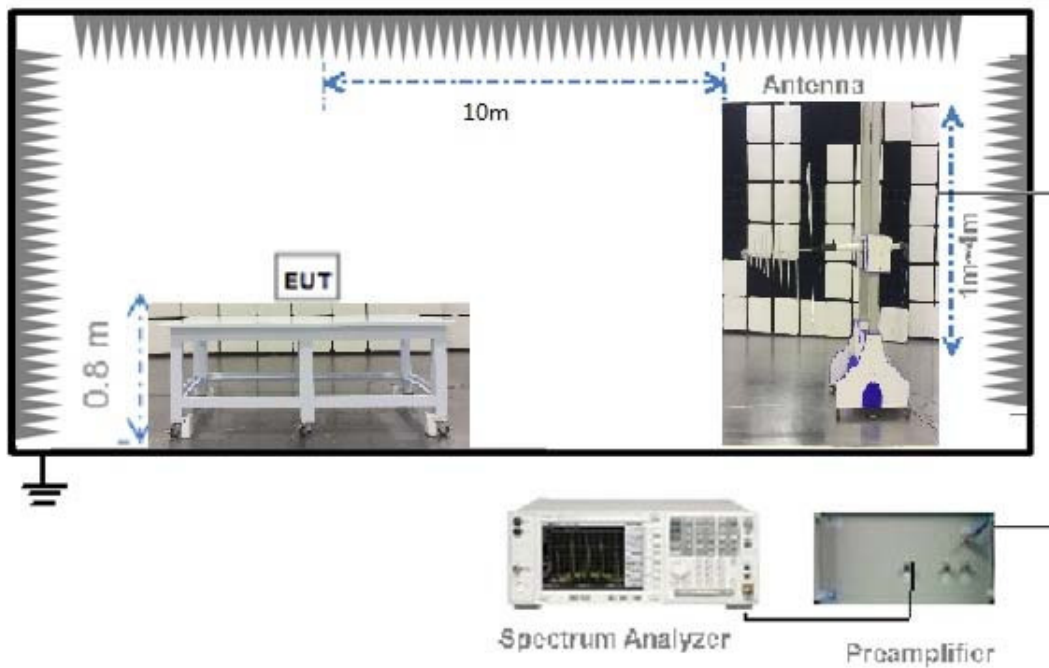 Antenna
10m
1m~4m
EUT
0.8 m
Spectrum Analyzer
Preamplifier